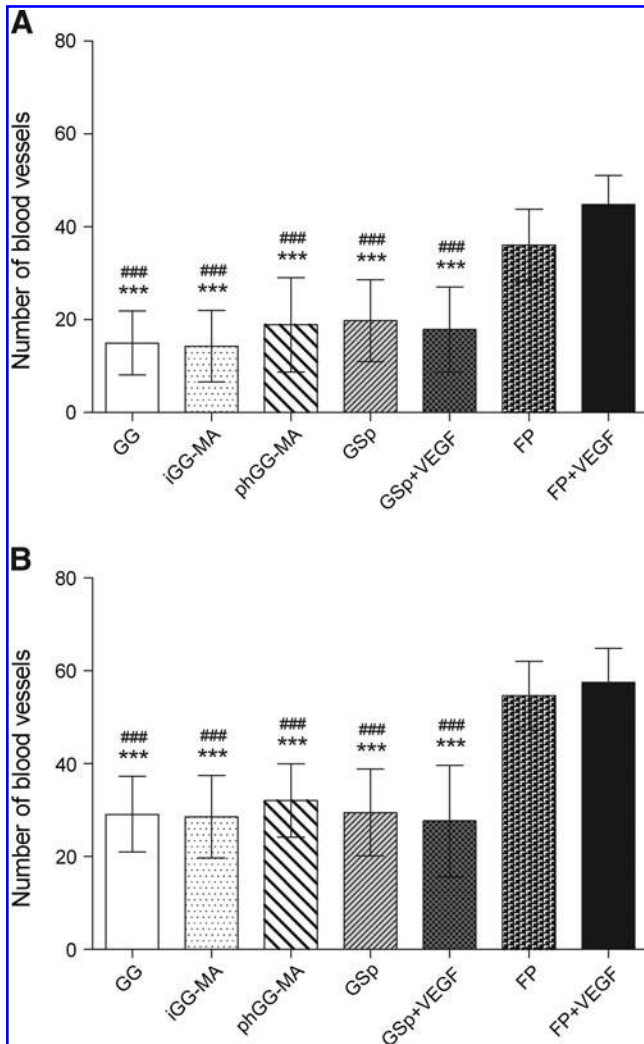 A
Number of blood vessels
80
60
40
20
0
###
***
###
***
###
***
###
***
###
***
GG
iGG-MA
phGG-MA
GSp
GSp+VEGF
FP
FP+VEGF
B
Number of blood vessels
80
60
40
20
0
###
***
###
***
###
***
###
***
###
***
GG
iGG-MA
phGG-MA
GSp
GSp+VEGF
FP
FP+VEGF